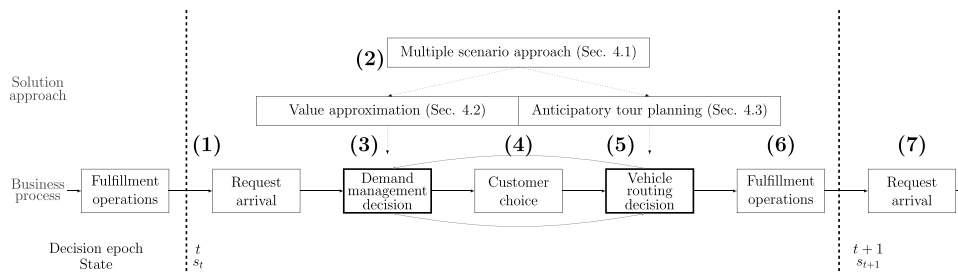 (2)
Multiple scenario approach (Sec. 4.1)
Solution
approach
Value approximation (Sec. 4.2)
Anticipatory tour planning (Sec. 4.3)
(1)
(3)
(4)
(5)
(6)
(7)
Business
process
Fulfillment
operations
Request
arrival
Demand
management
decision
Customer
choice
Vehicle
routing
decision
Fulfillment
operations
Request
arrival
Decision epoch
State
t
s_t
t + 1
s_{t+1}